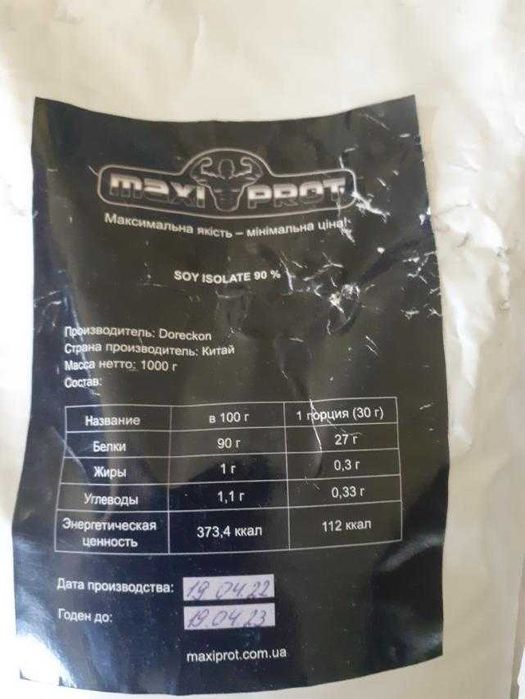 MAXI PROT
Максимальна якість – мінімальна ціна!
SOY ISOLATE 90 %
Производитель: Doreckon
Страна производитель: Китай
Масса нетто: 1000 г
Состав:
Название в 100 г 1 порция (30 г)
Белки 90 г 27 г
Жиры 1 г 0,3 г
Углеводы 1,1 г 0,33 г
Энергетическая
ценность 373,4 ккал 112 ккал
Дата производства: 19.04.22
Годен до: 19.04.23
maxiprot.com.ua